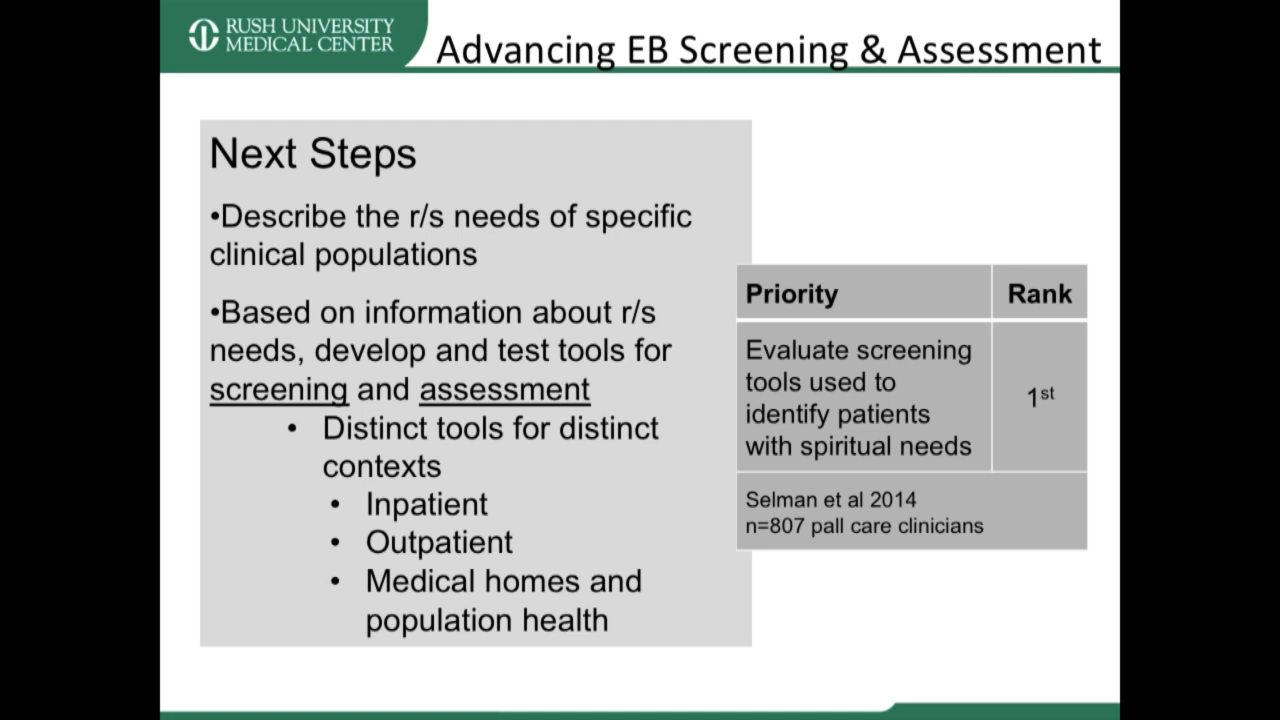 RUSH UNIVERSITY
MEDICAL CENTER
Advancing EB Screening & Assessment
Next Steps
•Describe the r/s needs of specific
clinical populations
•Based on information about r/s
needs, develop and test tools for
screening and assessment
• Distinct tools for distinct
contexts
• Inpatient
• Outpatient
• Medical homes and
population health
Priority Rank
Evaluate screening
tools used to
identify patients
with spiritual needs
1st
Selman et al 2014
n=807 pall care clinicians